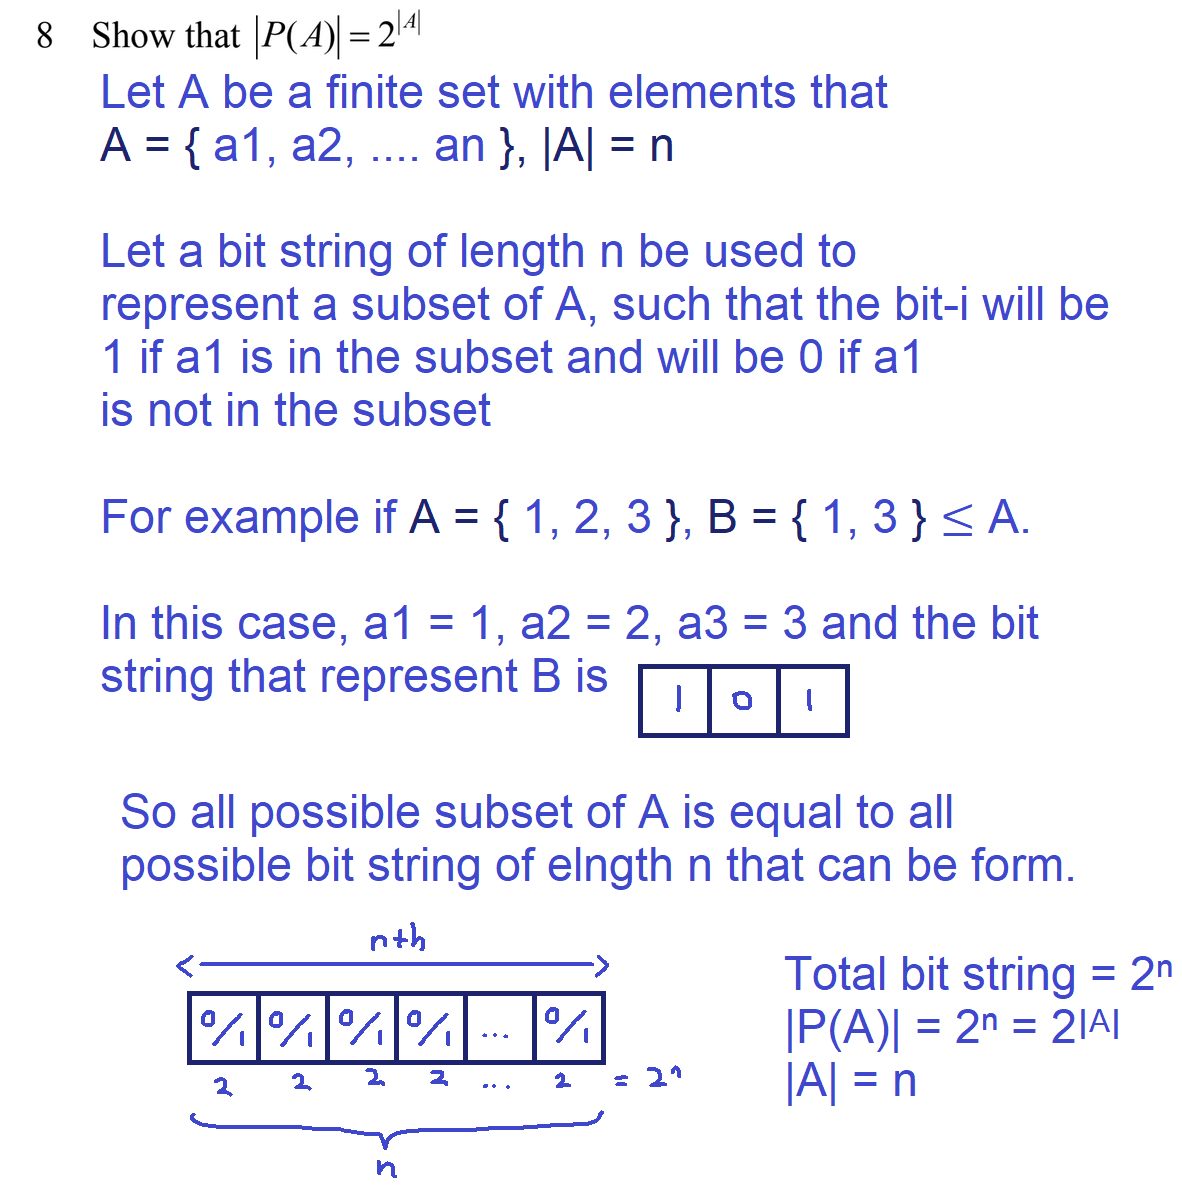 8 Show that |P(A)| = 2^|A|
Let A be a finite set with elements that
A = { a1, a2, .... an }, |A| = n
Let a bit string of length n be used to
represent a subset of A, such that the bit-i will be
1 if a1 is in the subset and will be 0 if a1
is not in the subset
For example if A = { 1, 2, 3 }, B = { 1, 3 } ≤ A.
In this case, a1 = 1, a2 = 2, a3 = 3 and the bit
string that represent B is
1 0 1
So all possible subset of A is equal to all
possible bit string of elngth n that can be form.
nth
0/1 0/1 0/1 0/1 ... 0/1
2 2 2 2 ... 2 = 2ⁿ
n
Total bit string = 2ⁿ
|P(A)| = 2ⁿ = 2^|A|
|A| = n